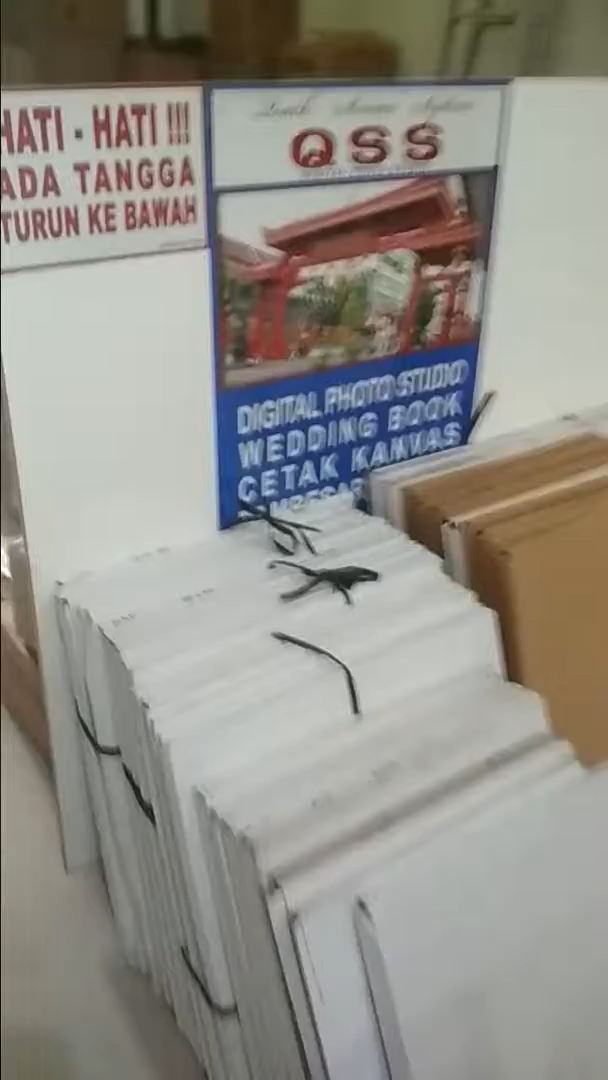 HATI - HATI !!!
ADA TANGGA
TURUN KE BAWAH
QSS
DIGITAL PHOTO STUDIO
WEDDING BOOK
CETAK KANVAS